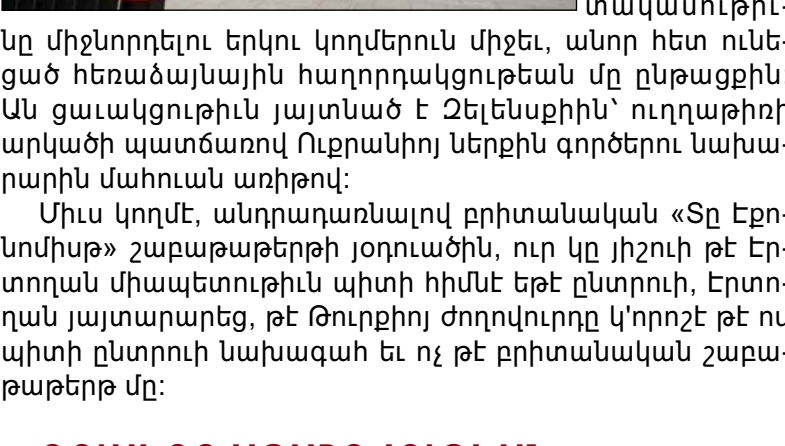 տականութիւ-
նը միջնորդելու երկու կողմերուն միջեւ, անոր հետ ունե-
ցած հեռաձայնային հաղորդակցութեան մը ընթացքին:
Ան ցաւակցութիւն յայտնած է Զելենսքիին՝ ուղղաթիռի
արկածի պատճառով Ուքրանիոյ ներքին գործերու նախա-
րարին մահուան առիթով:
Միւս կողմէ, անդրադառնալով բրիտանական «Տը Էքո-
նոմիսթ» շաբաթաթերթի յօդուածին, ուր կը յիշուի թէ Էր-
տողան միապետութիւն պիտի հիմնէ եթէ ընտրուի, Էրտո-
ղան յայտարարեց, թէ Թուրքիոյ ժողովուրդը կ'որոշէ թէ ով
պիտի ընտրուի նախագահ եւ ոչ թէ բրիտանական շաբա-
թաթերթ մը: